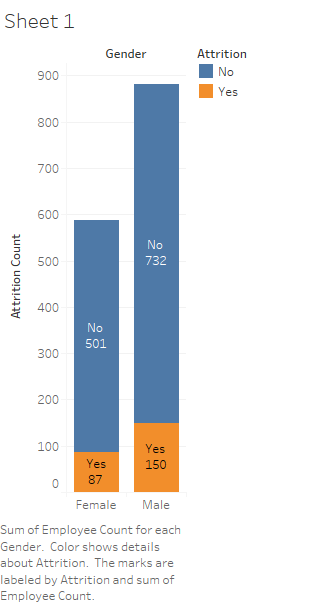 Sheet 1
Gender
Attrition
No
Yes
900
800
700
600
500
400
300
200
100
0
Attrition Count
No
501
Yes
87
No
732
Yes
150
Female
Male
Sum of Employee Count for each
Gender. Color shows details
about Attrition. The marks are
labeled by Attrition and sum of
Employee Count.